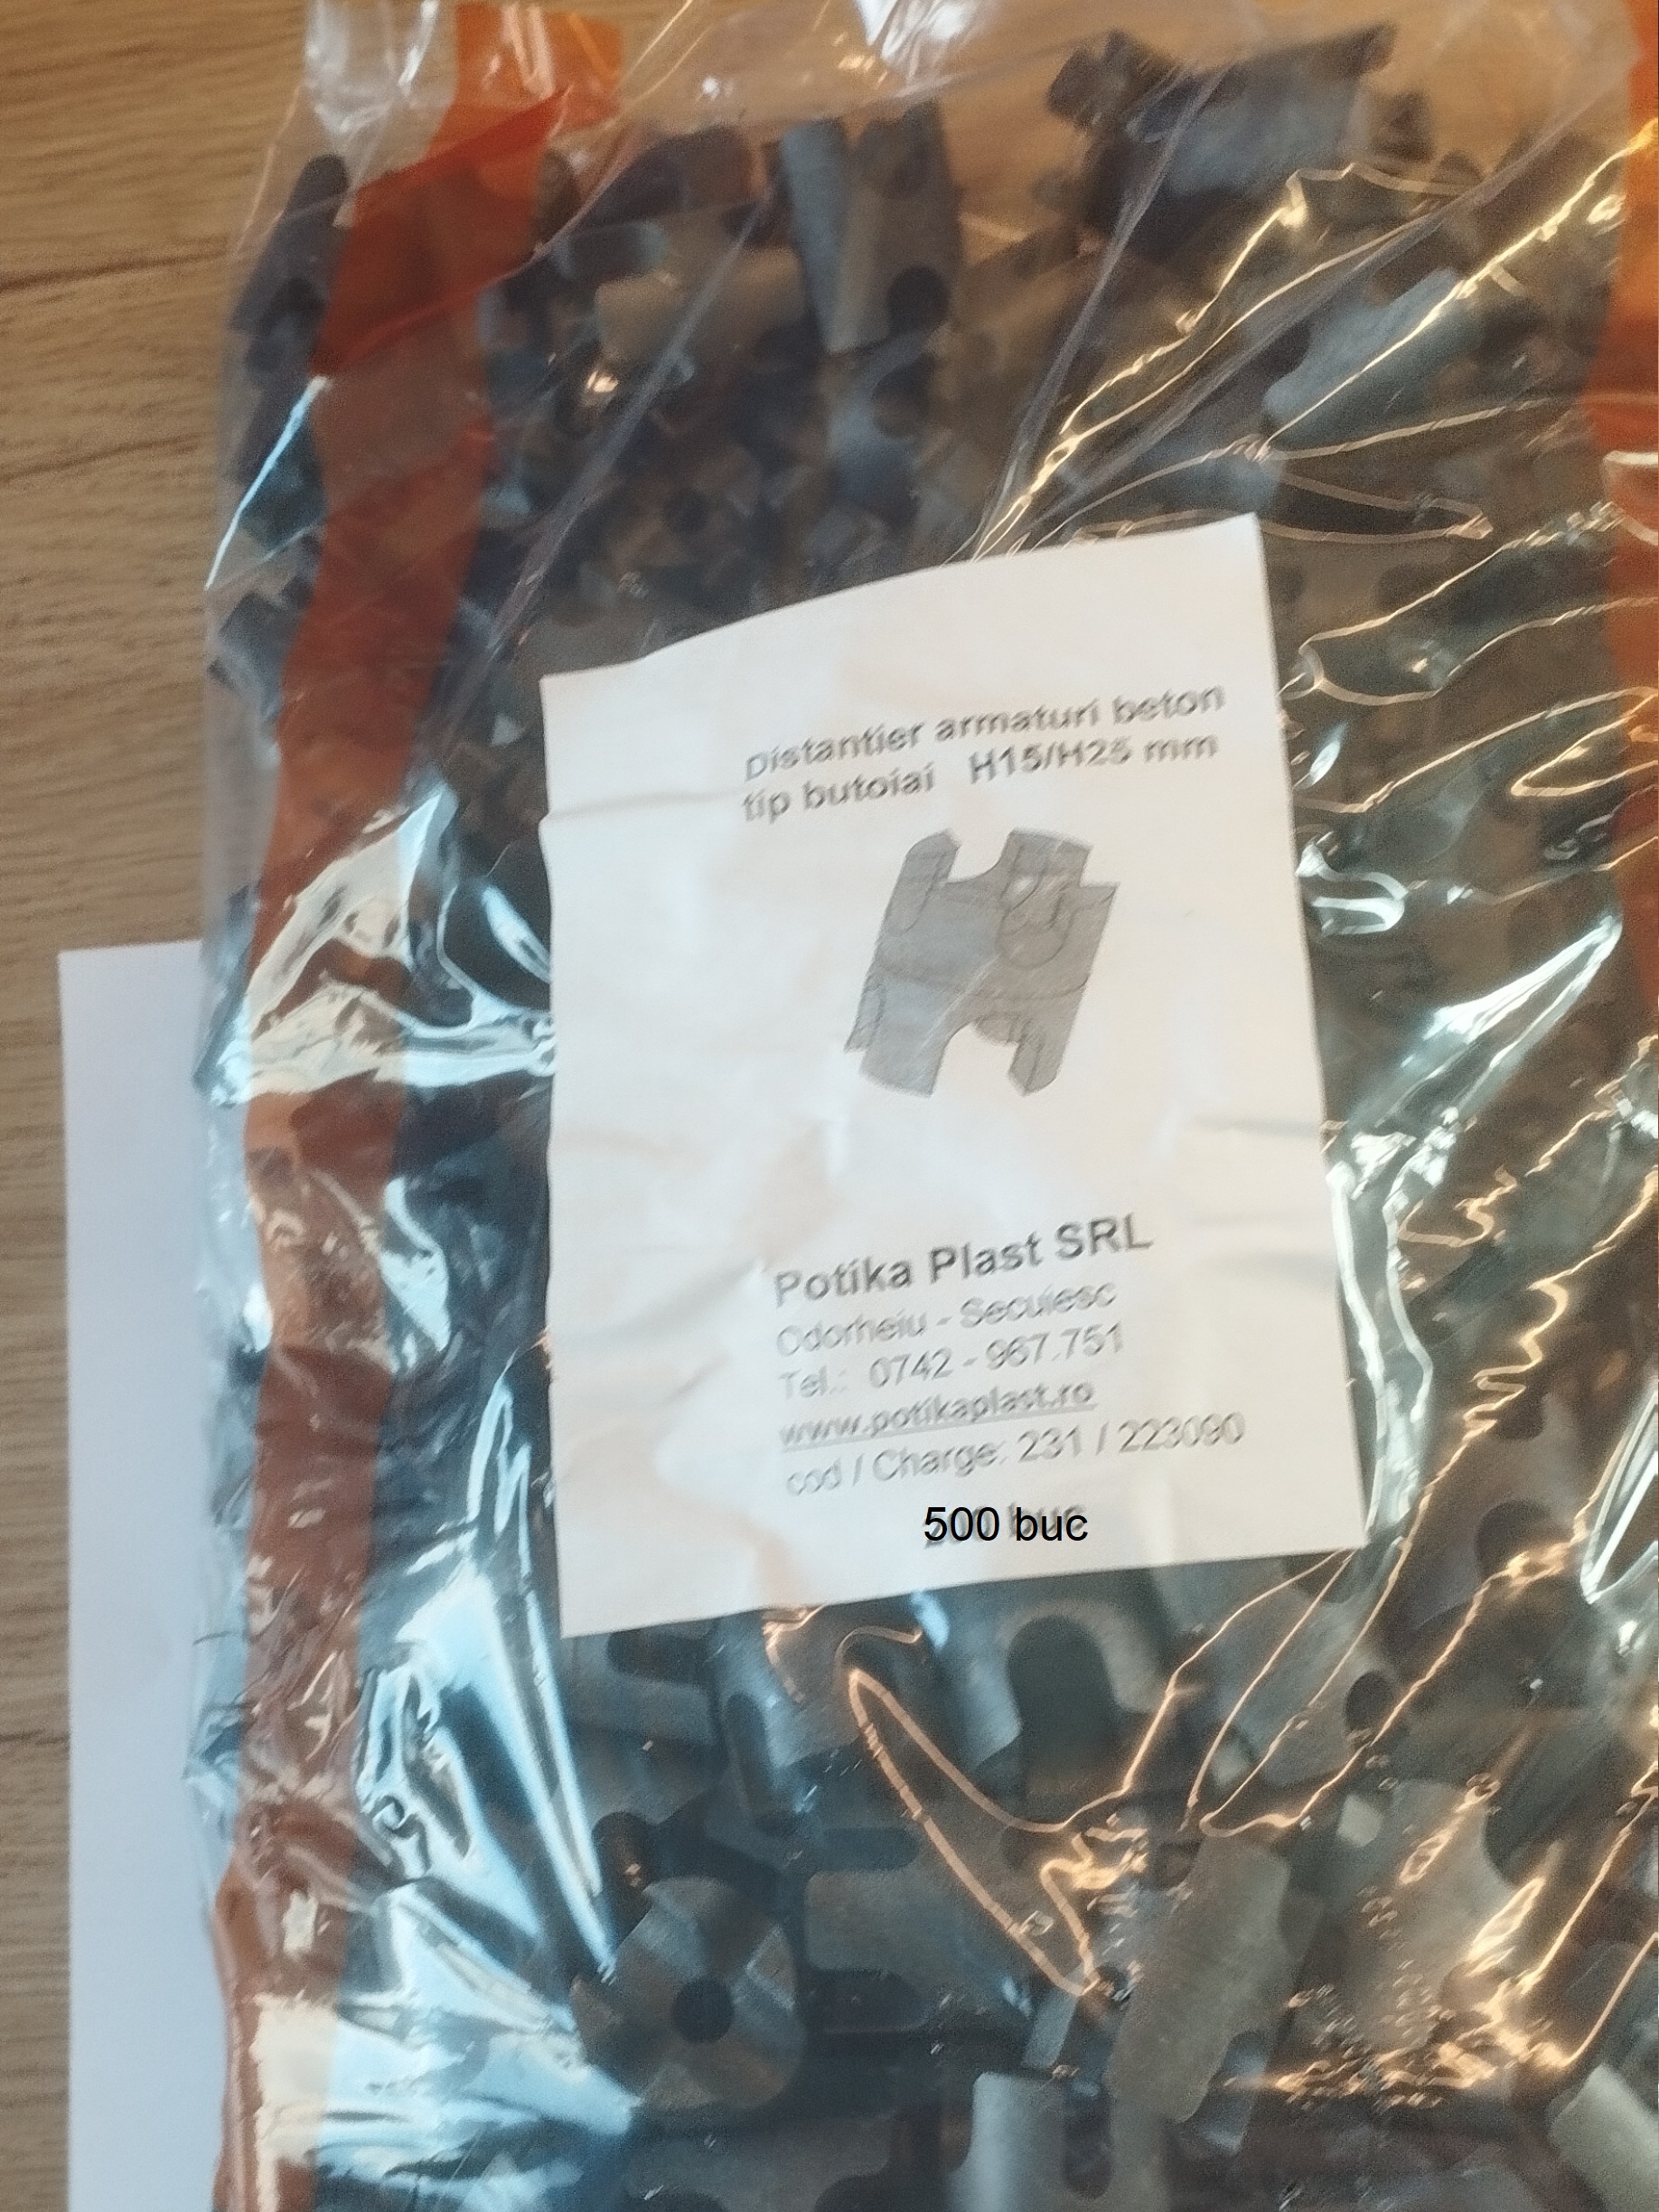 Distantier armaturi beton
tip butoiai H15/H25 mm
Potika Plast SRL
Odorheiu - Secuiesc
Tel.: 0742 - 967.751
www.potikaplast.ro
cod / Charge: 231 / 223090
500 buc